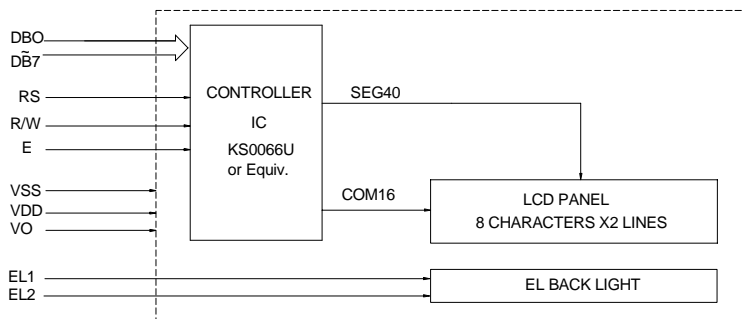 DBO
~
DB7
RS
R/W
E
VSS
VDD
VO
EL1
EL2
CONTROLLER
IC
KS0066U
or Equiv.
SEG40
COM16
LCD PANEL
8 CHARACTERS X2 LINES
EL BACK LIGHT